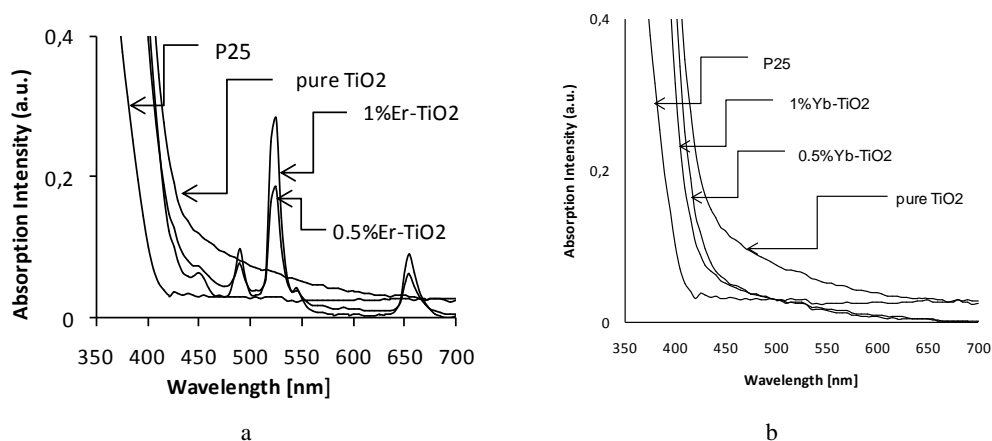 0,4
0,2
0
Absorption Intensity (a.u.)
P25
pure TiO2
1%Er-TiO2
0.5%Er-TiO2
350 400 450 500 550 600 650 700
Wavelength [nm]
a
0,4
0,2
0
Absorption Intensity (a.u.)
P25
1%Yb-TiO2
0.5%Yb-TiO2
pure TiO2
350 400 450 500 550 600 650 700
Wavelength [nm]
b